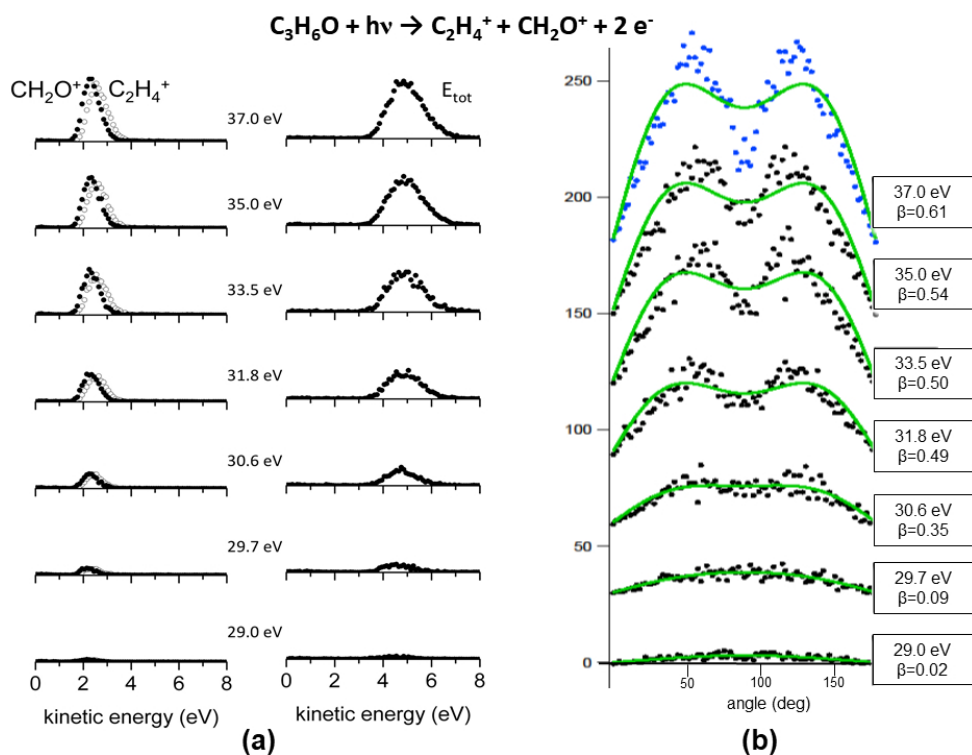 C₃H₆O + hν → C₂H₄⁺ + CH₂O⁺ + 2 e⁻
CH₂O⁺ C₂H₄⁺
E_tot
37.0 eV
35.0 eV
33.5 eV
31.8 eV
30.6 eV
29.7 eV
29.0 eV
0 2 4 6 8
0 2 4 6 8
kinetic energy (eV)
kinetic energy (eV)
(a)
250
200
150
100
50
0
50 100 150
angle (deg)
37.0 eV
β=0.61
35.0 eV
β=0.54
33.5 eV
β=0.50
31.8 eV
β=0.49
30.6 eV
β=0.35
29.7 eV
β=0.09
29.0 eV
β=0.02
(b)